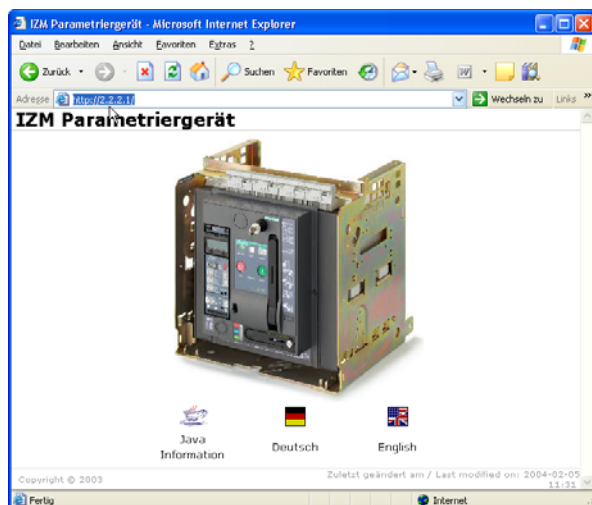 IZM Parametriergerät - Microsoft Internet Explorer
Datei Bearbeiten Ansicht Favoriten Extras ?
Zurück Suchen Favoriten
Adresse http://2.2.2.1/ Wechseln zu Links »
IZM Parametriergerät
Java Information
Deutsch
English
Copyright © 2003
Zuletzt geändert am / Last modified on: 2004-02-05
11:31
Fertig Internet